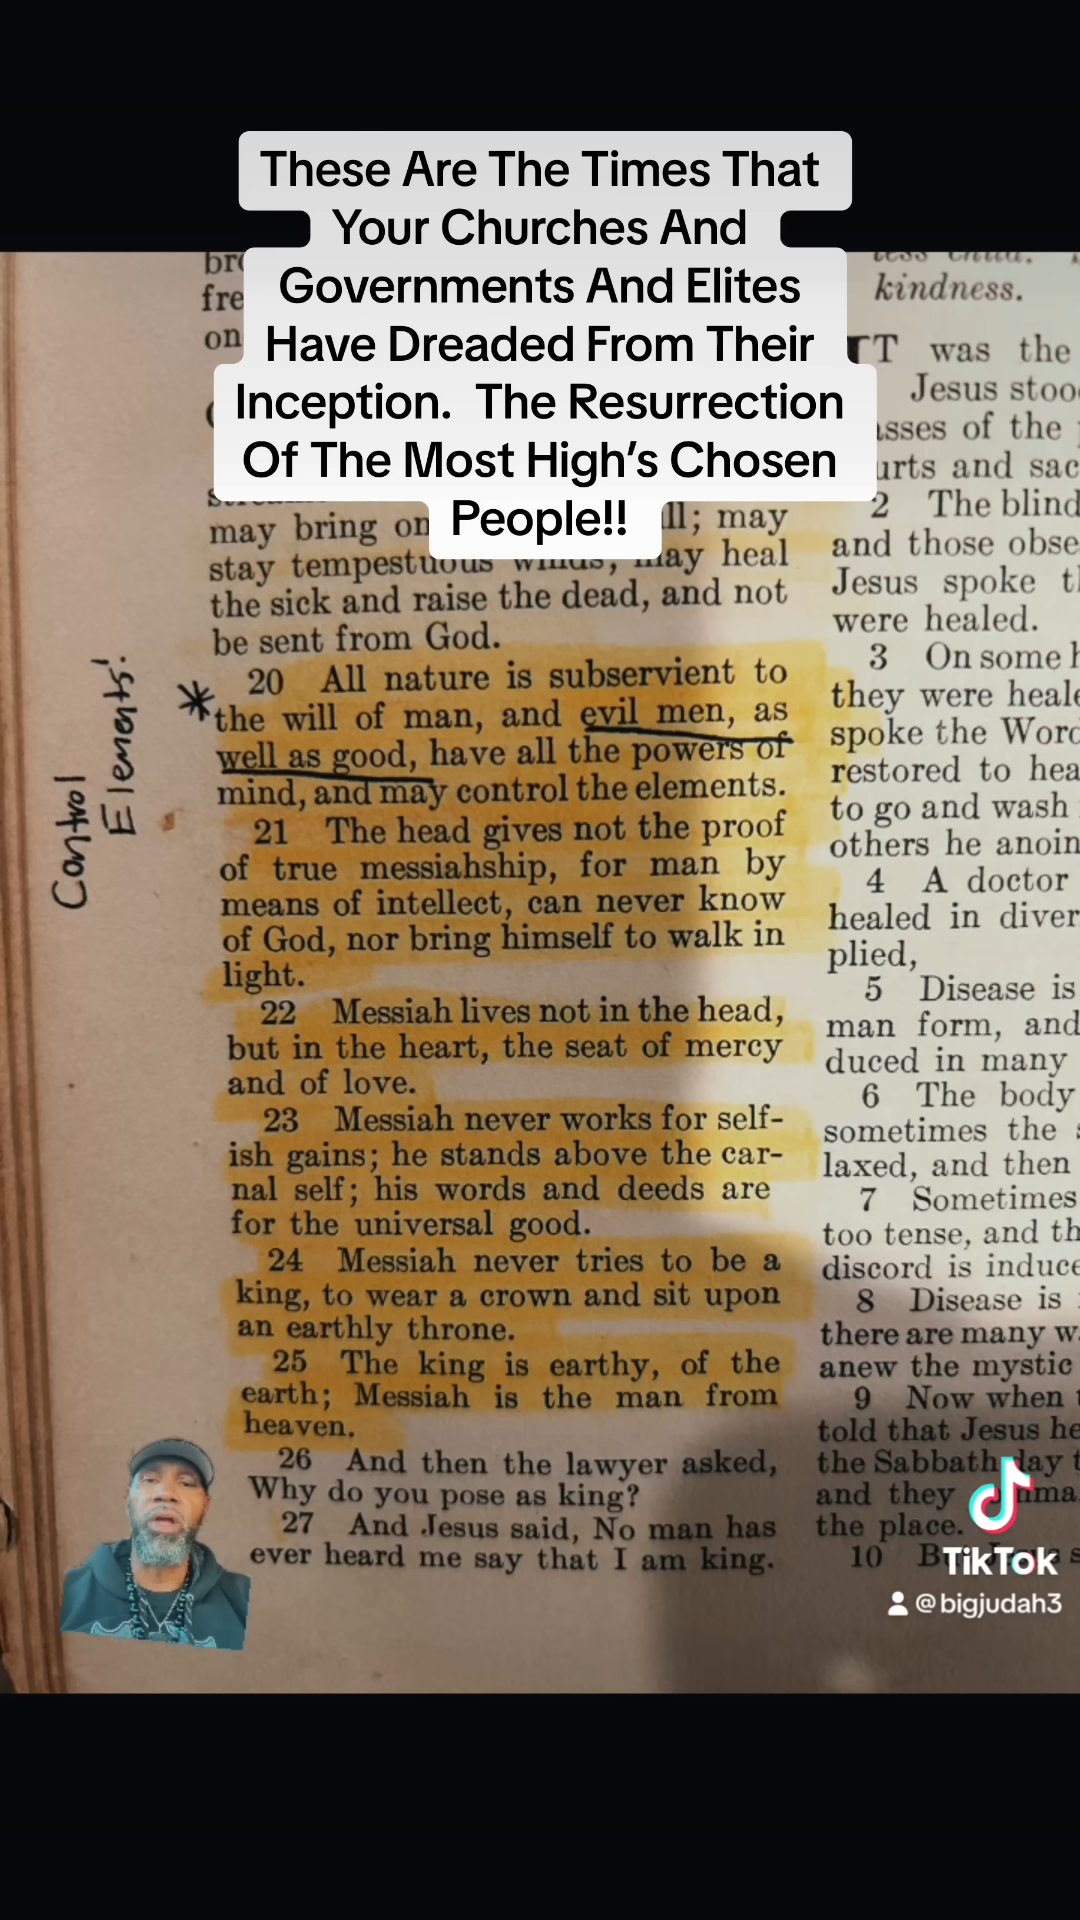 These Are The Times That
Your Churches And
Governments And Elites
Have Dreaded From Their
Inception. The Resurrection
Of The Most High's Chosen
People!!
on
may bring on
stay tempestuous may heal
the sick and raise the dead, and not
be sent from God.
20 All nature is subservient to
the will of man, and evil men, as
well as good, have all the powers of
mind, and may control the elements.
21 The head gives not the proof
of true messiahship, for man by
means of intellect, can never know
of God, nor bring himself to walk in
light.
22 Messiah lives not in the head,
but in the heart, the seat of mercy
and of love.
23 Messiah never works for self-
ish gains; he stands above the car-
nal self; his words and deeds are
for the universal good.
24 Messiah never tries to be a
king, to wear a crown and sit upon
an earthly throne.
25 The king is earthy, of the
earth; Messiah is the man from
heaven.
26 And then the lawyer asked,
Why do you pose as king?
27 And Jesus said, No man has
ever heard me say that I am king.
Control
Elements!
kindness.
was the
Jesus
of the
and
2 The blind
and those
Jesus spoke
were healed.
3 On some
they were
spoke the
restored to
to go and wash
others he
4 A doctor
healed in
plied,
5 Disease is
man form, and
duced in many
6 The body
sometimes the
laxed, and then
7 Sometimes
too tense, and
discord is
8 Disease is
there are many
anew the mystic
9 Now when
told that Jesus
the Sabbath day
and they
the place.
10
TikTok
@bigjudah3